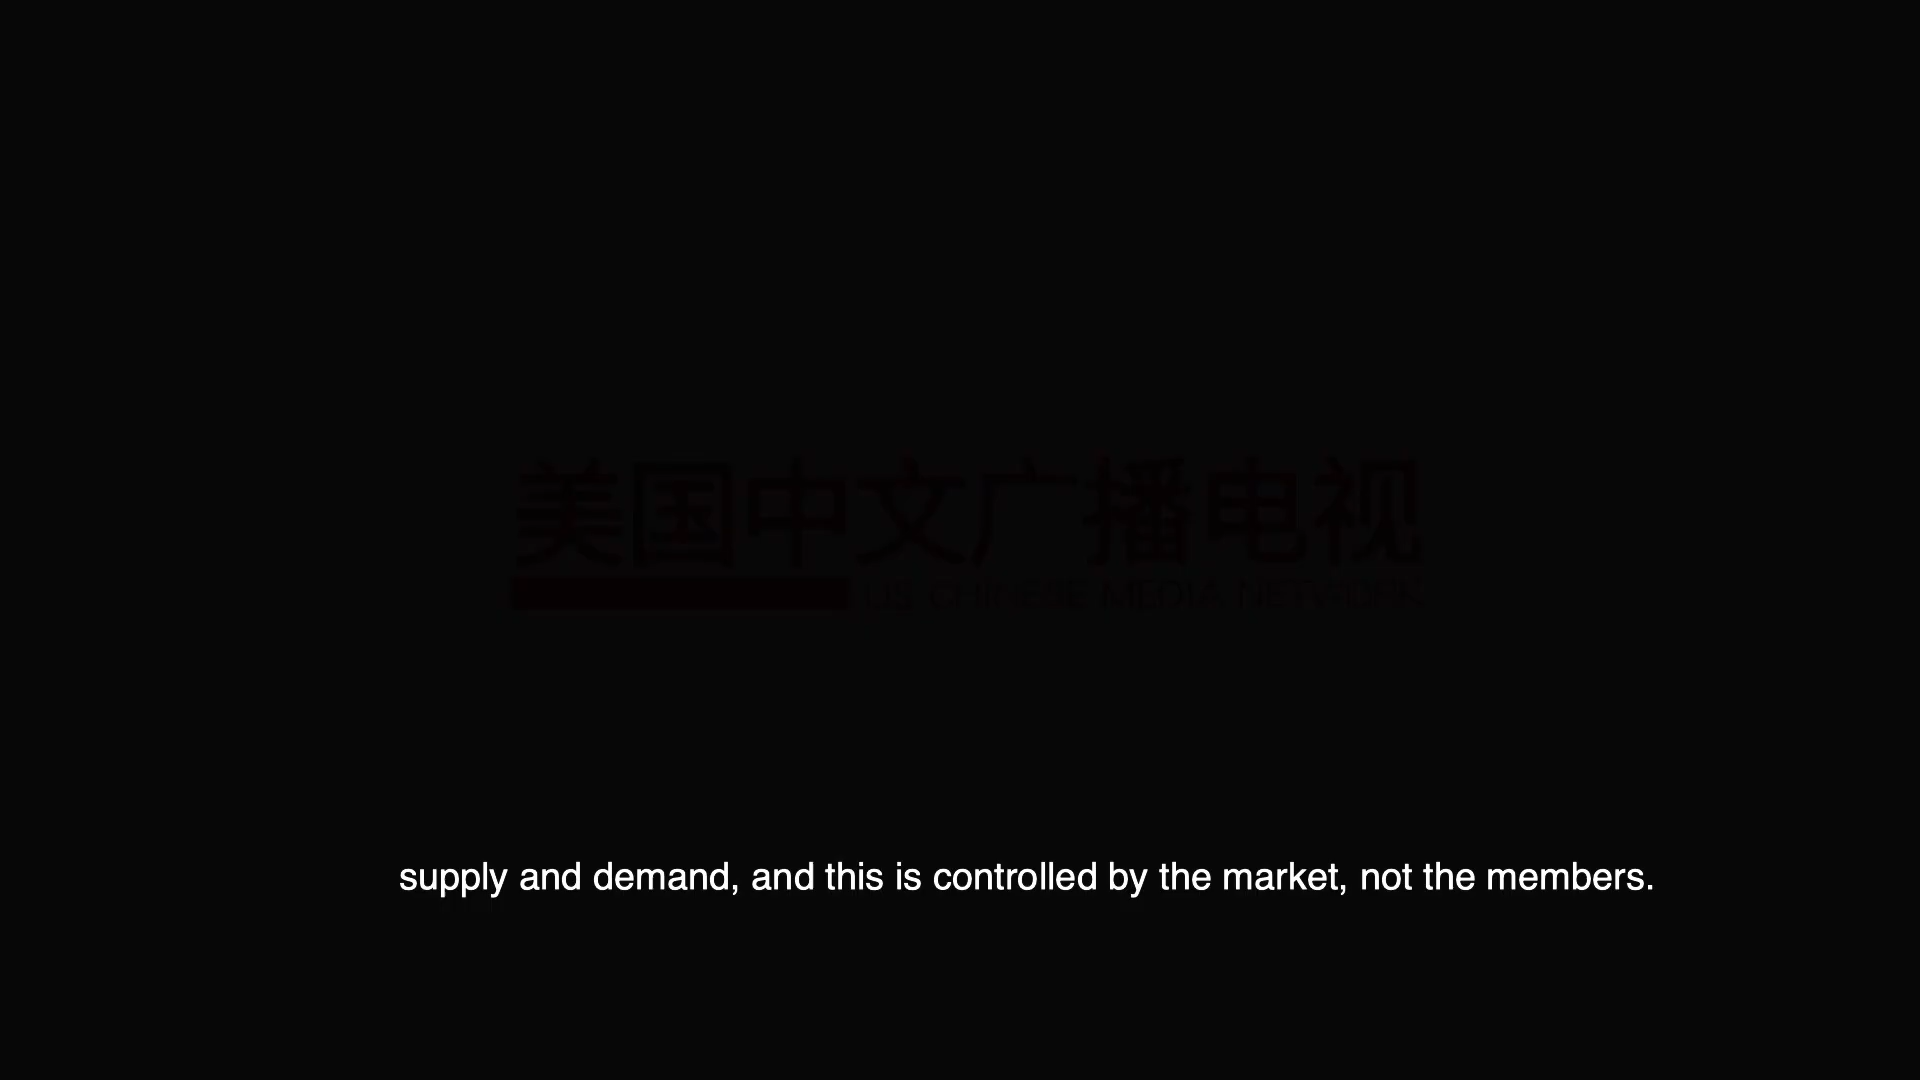 美国中文广播电视
US CHINESE MEDIA NETWORK
supply and demand, and this is controlled by the market, not the members.